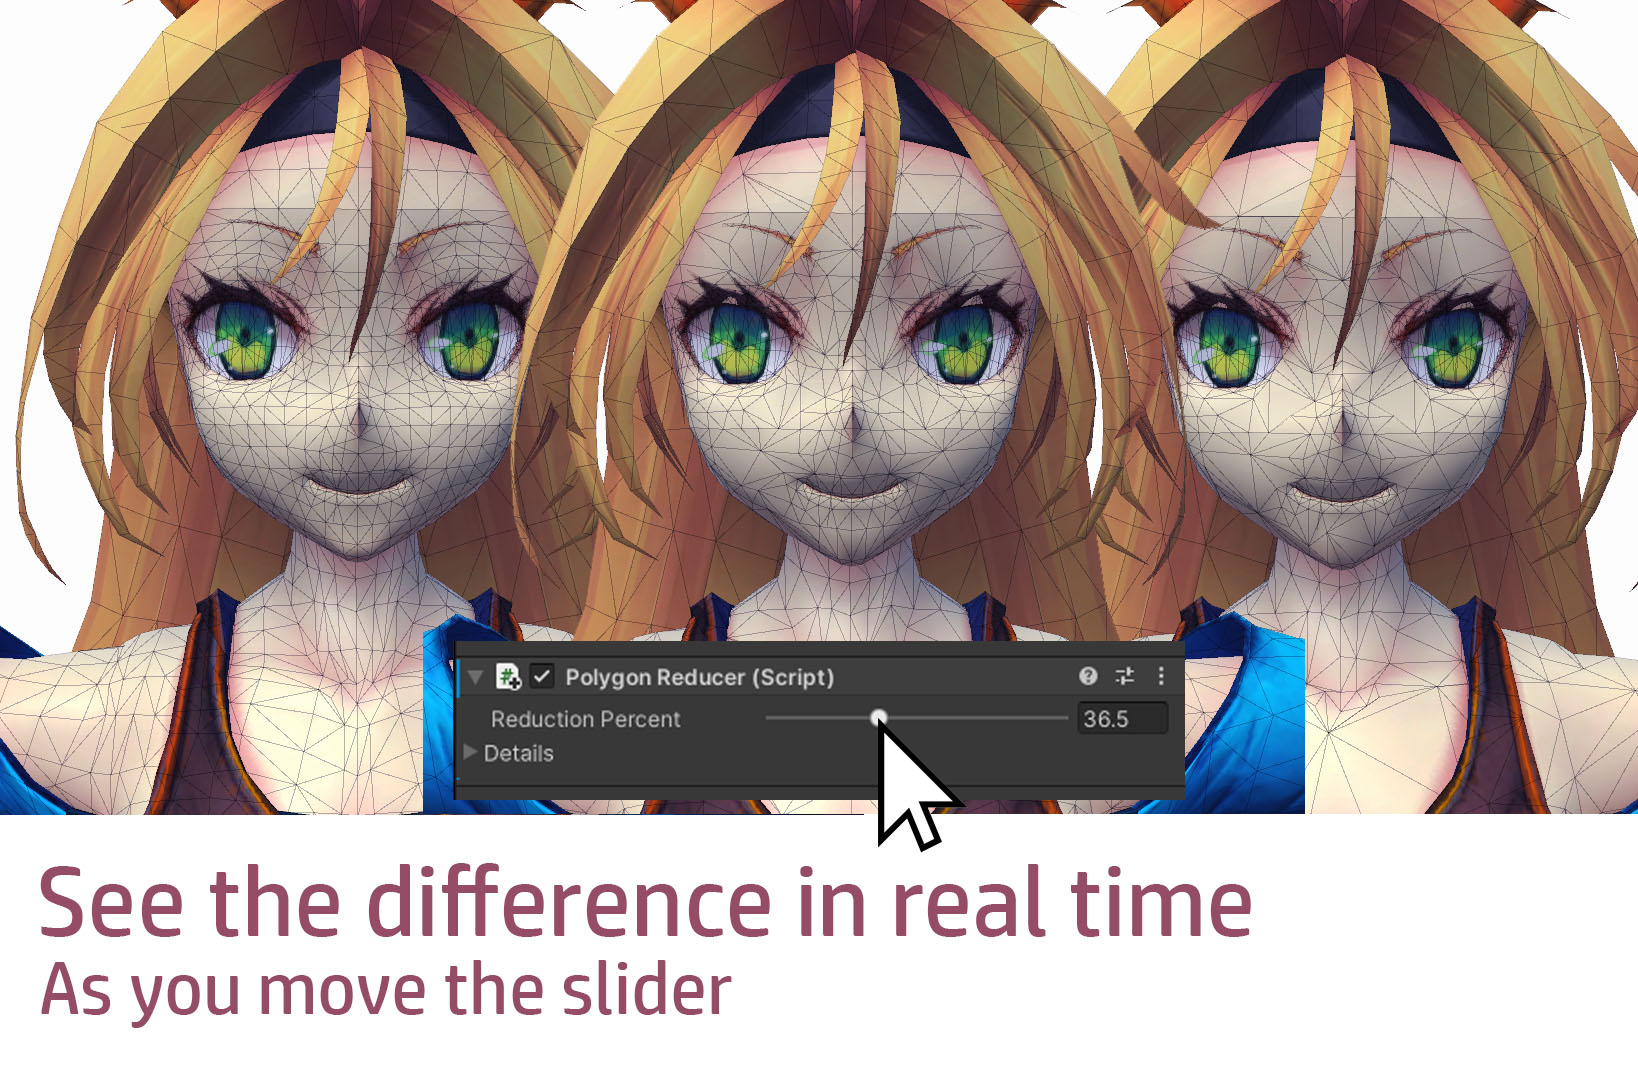 Polygon Reducer (Script)
Reduction Percent 36.5
Details
See the difference in real time
As you move the slider